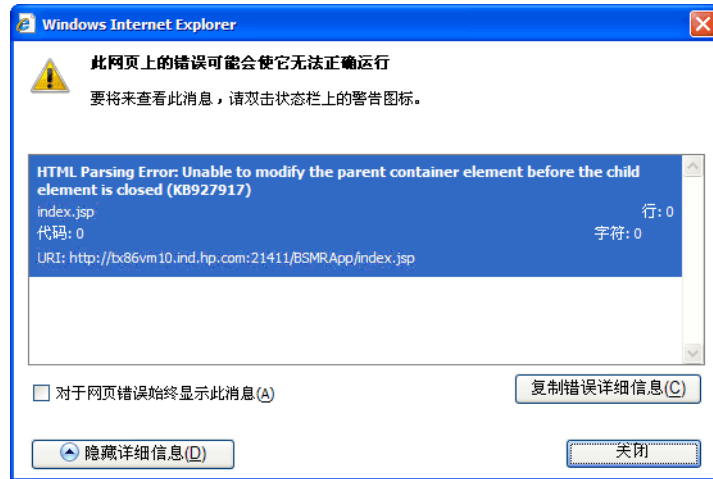 Windows Internet Explorer
此网页上的错误可能会使它无法正确运行
要将来查看此消息，请双击状态栏上的警告图标。
HTML Parsing Error: Unable to modify the parent container element before the child
element is closed (KB927917)
index.jsp 行: 0
代码: 0 字符: 0
URI: http://tx86vm10.ind.hp.com:21411/BSMRApp/index.jsp
对于网页错误始终显示此消息(A)
复制错误详细信息(C)
隐藏详细信息(D)
关闭